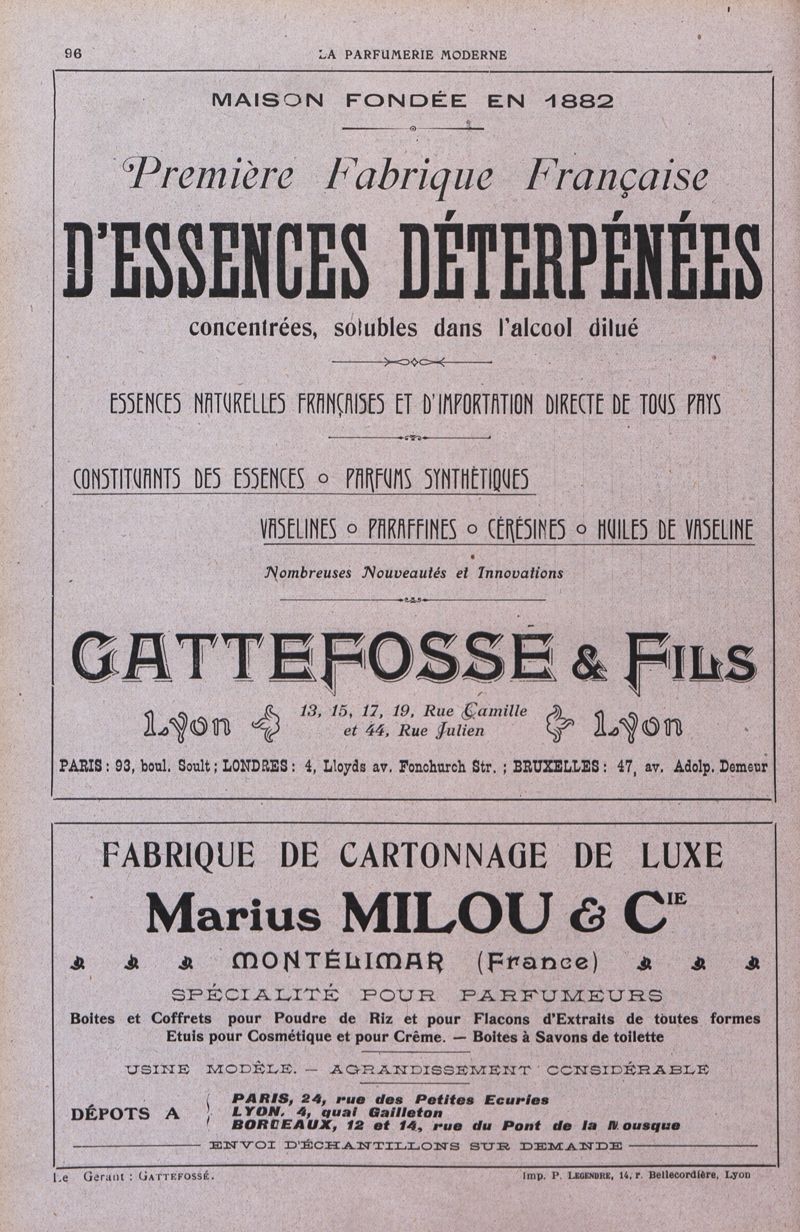 96
LA PARFUMERIE MODERNE
MAISON FONDÉE EN 1882
Première Fabrique Française
D'ESSENCES DÉTERPÉNÉES
concentrées, solubles dans l'alcool dilué
ESSENCES NATURELLES FRANÇAISES ET D'IMPORTATION DIRECTE DE TOUS PAYS
CONSTITUANTS DES ESSENCES o PARFUMS SYNTHÉTIQUES
VASELINES o PARAFFINES o CÉRÉSINES o HUILES DE VASELINE
Nombreuses Nouveautés et Innovations
GATTEFOSSÉ & FILS
Lyon
13, 15, 17, 19, Rue Camille
et 44, Rue Julien
Lyon
PARIS : 93, boul. Soult ; LONDRES : 4, Lloyds av. Fonchurch Str. ; BRUXELLES : 47, av. Adolp. Demeur
FABRIQUE DE CARTONNAGE DE LUXE
Marius MILOU & CIE
MONTÉLIMAR (France)
SPÉCIALITÉ POUR PARFUMEURS
Boites et Coffrets pour Poudre de Riz et pour Flacons d'Extraits de toutes formes
Etuis pour Cosmétique et pour Crême. — Boites à Savons de toilette
USINE MODÈLE. — AGRANDISSEMENT CONSIDÉRABLE
DÉPOTS A
PARIS, 24, rue des Petites Ecuries
LYON. 4, quai Gailleton
BORDEAUX, 12 et 14, rue du Pont de la Mousque
ENVOI D'ÉCHANTILLONS SUR DEMANDE
Le Gérant : GATTEFOSSÉ.
Imp. P. LEGENDRE, 14, r. Bellecordière, Lyon